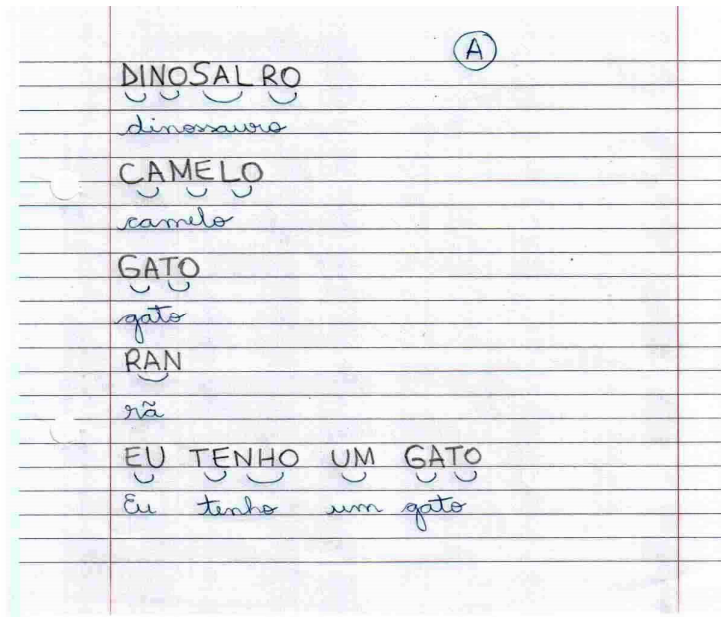 A
DINOSALRO
dinossauro
CAMELO
camelo
GATO
gato
RAN
rã
EU TENHO UM GATO
Eu tenho um gato